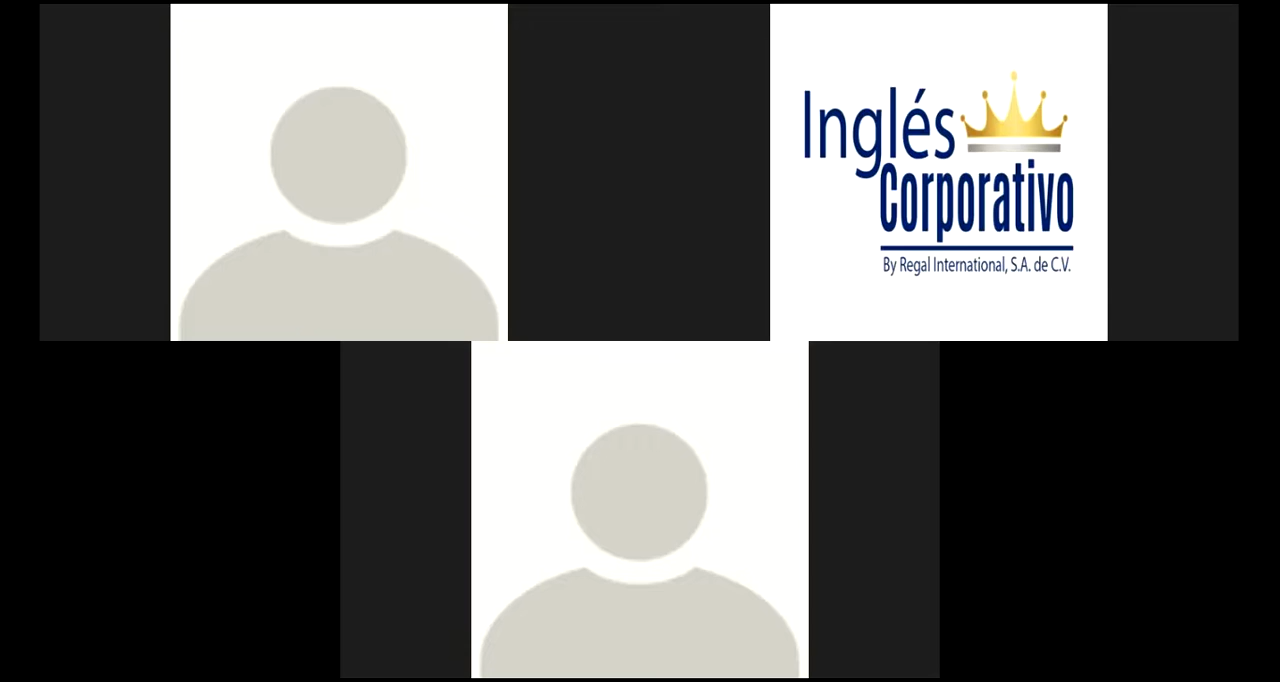 Inglés
Corporativo
By Regal International, S.A. de C.V.